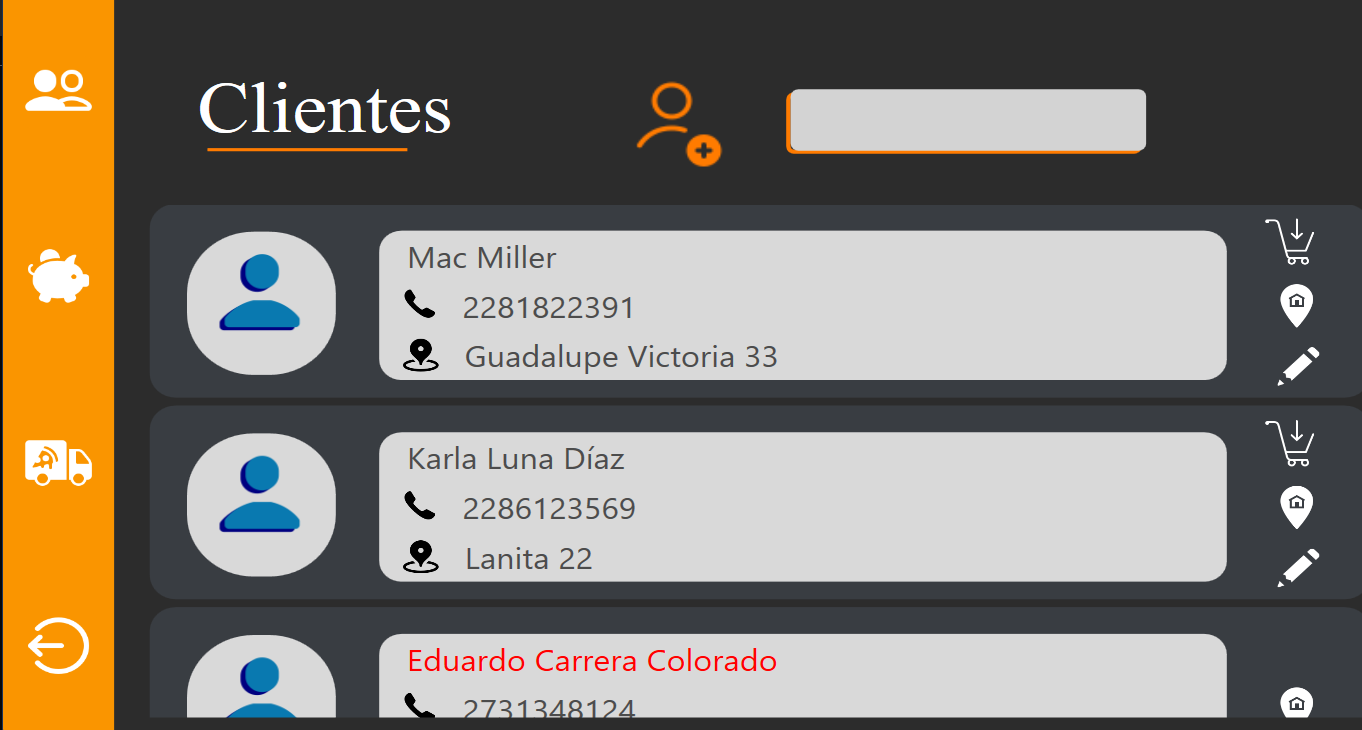 Clientes
Mac Miller
2281822391
Guadalupe Victoria 33
Karla Luna Díaz
2286123569
Lanita 22
Eduardo Carrera Colorado
2731348124